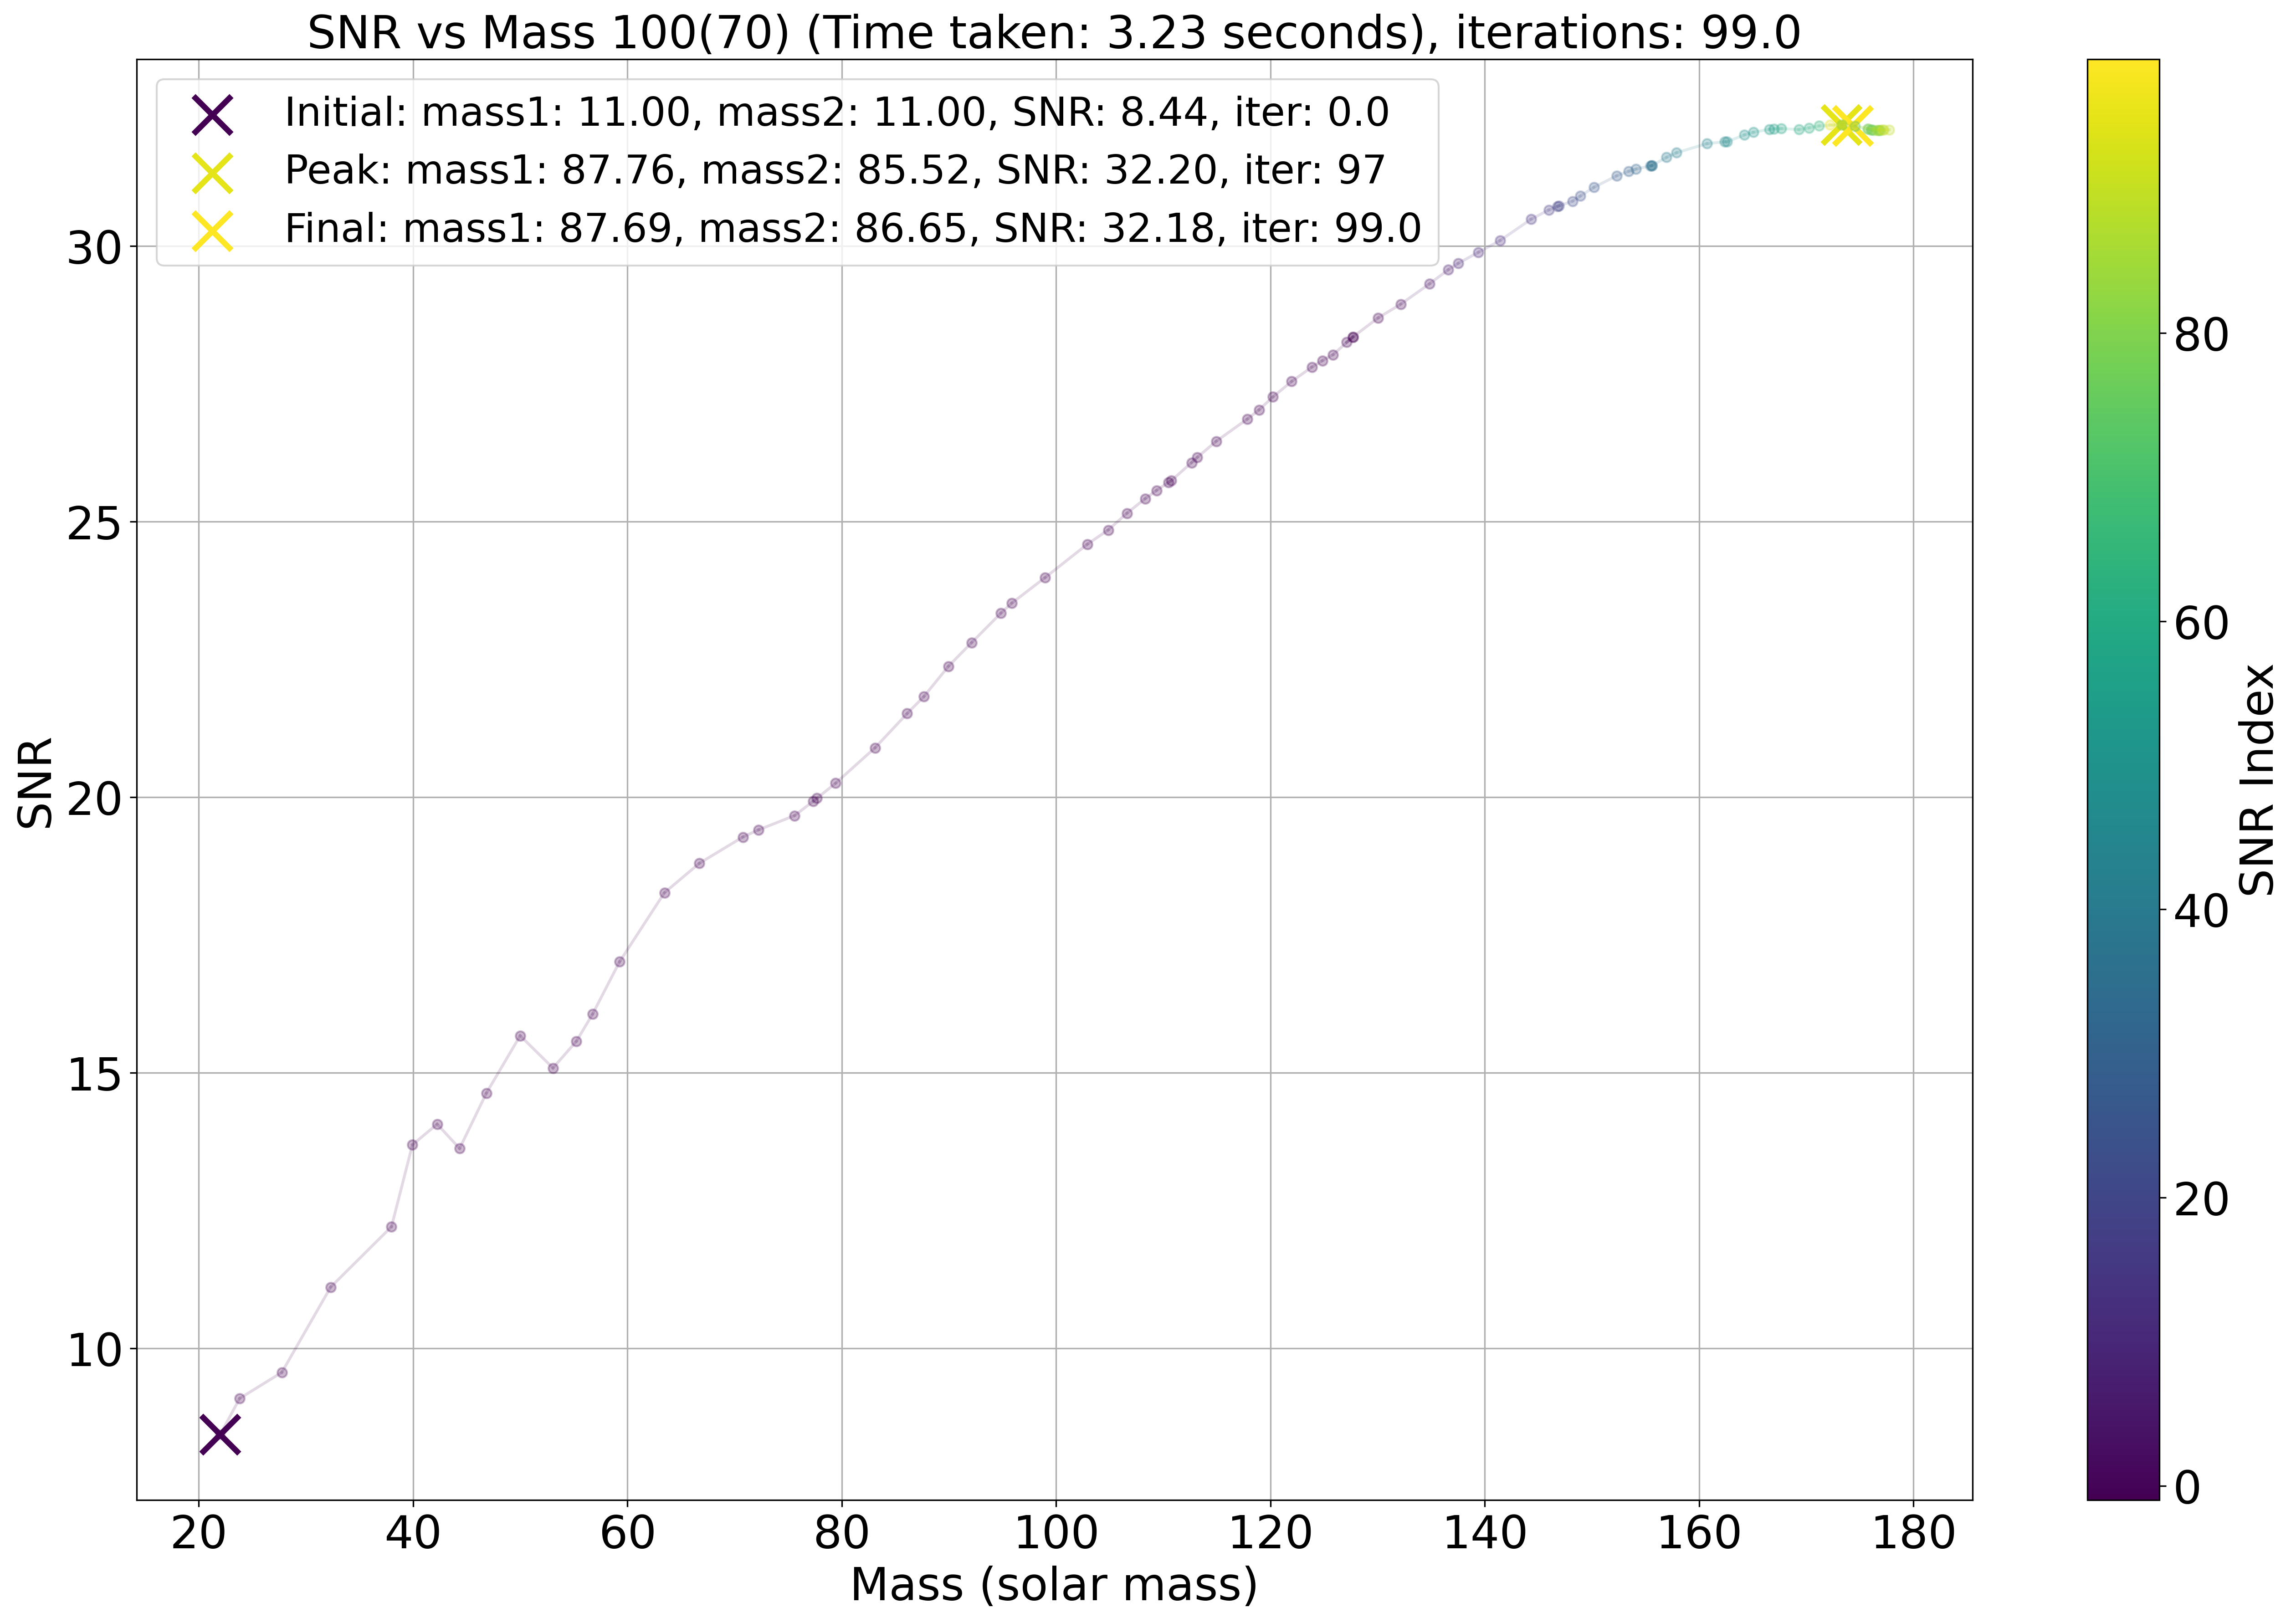 SNR vs Mass 100(70) (Time taken: 3.23 seconds), iterations: 99.0
Initial: mass1: 11.00, mass2: 11.00, SNR: 8.44, iter: 0.0
Peak: mass1: 87.76, mass2: 85.52, SNR: 32.20, iter: 97
Final: mass1: 87.69, mass2: 86.65, SNR: 32.18, iter: 99.0
SNR
30
25
20
15
10
20 40 60 80 100 120 140 160 180
Mass (solar mass)
80
60
40
20
0
SNR Index